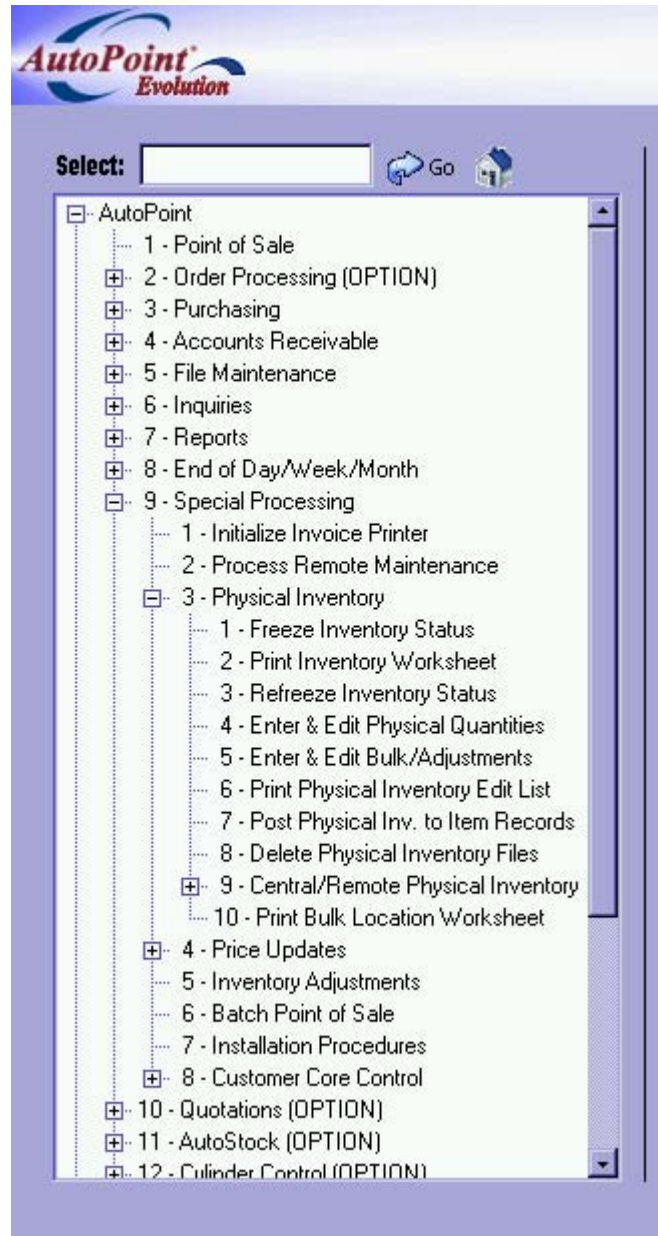 AutoPoint
Evolution
Select: Go
AutoPoint
1 - Point of Sale
2 - Order Processing (OPTION)
3 - Purchasing
4 - Accounts Receivable
5 - File Maintenance
6 - Inquiries
7 - Reports
8 - End of Day/Week/Month
9 - Special Processing
1 - Initialize Invoice Printer
2 - Process Remote Maintenance
3 - Physical Inventory
1 - Freeze Inventory Status
2 - Print Inventory Worksheet
3 - Refreeze Inventory Status
4 - Enter & Edit Physical Quantities
5 - Enter & Edit Bulk/Adjustments
6 - Print Physical Inventory Edit List
7 - Post Physical Inv. to Item Records
8 - Delete Physical Inventory Files
9 - Central/Remote Physical Inventory
10 - Print Bulk Location Worksheet
4 - Price Updates
5 - Inventory Adjustments
6 - Batch Point of Sale
7 - Installation Procedures
8 - Customer Core Control
10 - Quotations (OPTION)
11 - AutoStock (OPTION)
12 - Cylinder Control (OPTION)